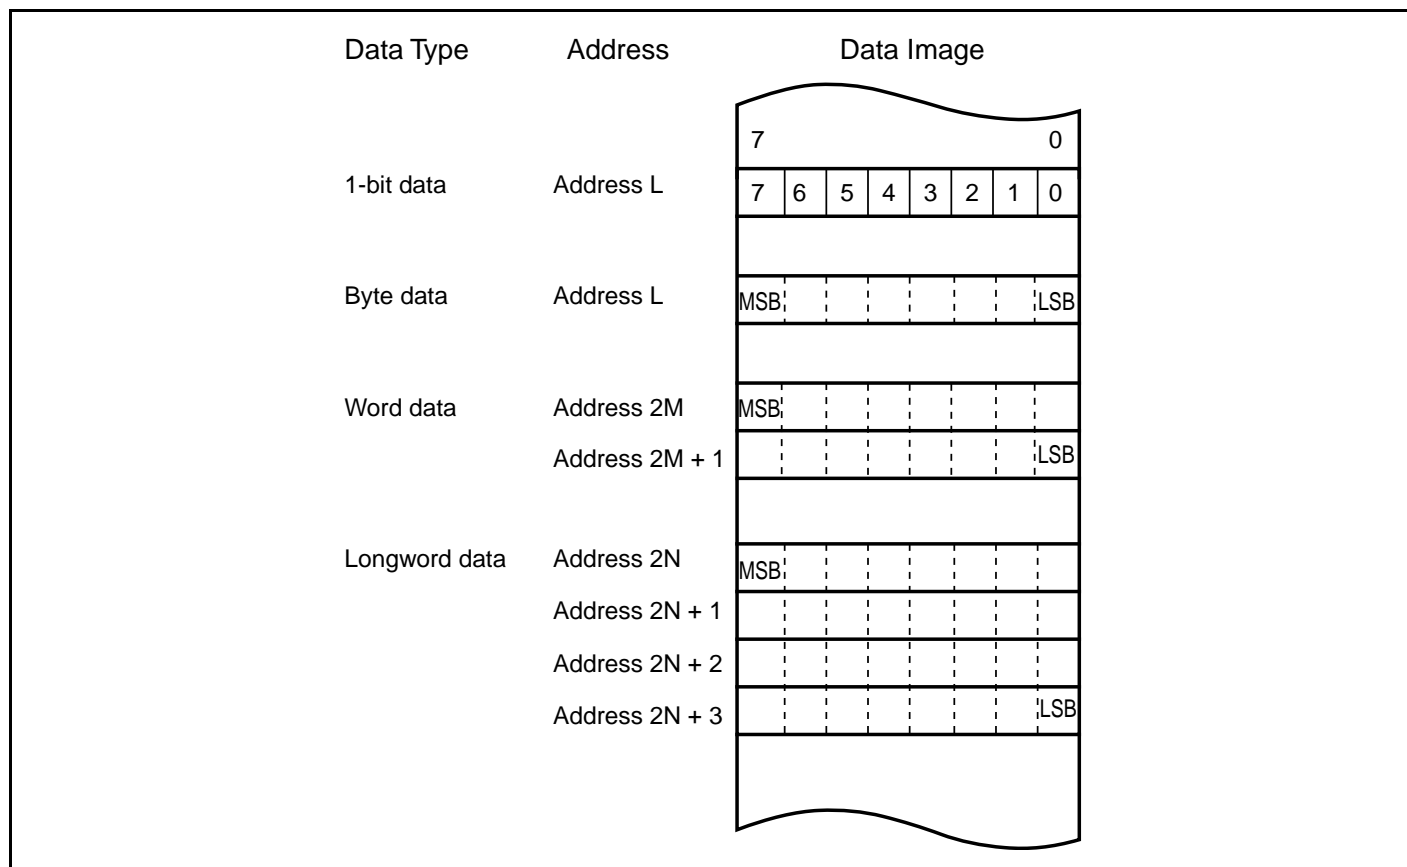 Data Type Address Data Image
7 0
1-bit data Address L 7 6 5 4 3 2 1 0
Byte data Address L MSB LSB
Word data Address 2M MSB
Address 2M + 1 LSB
Longword data Address 2N MSB
Address 2N + 1
Address 2N + 2
Address 2N + 3 LSB